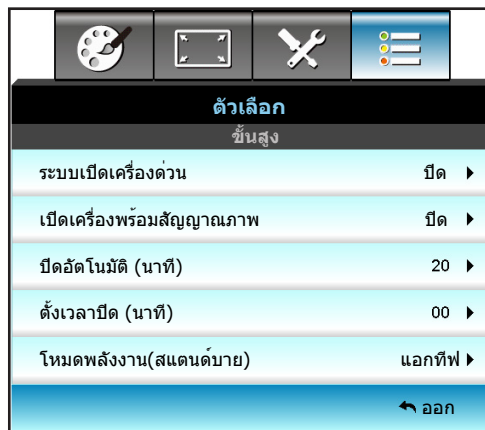 ตัวเลือก
ขั้นสูง
ระบบเปิดเครื่องด่วน ปิด
เปิดเครื่องพร้อมสัญญาณภาพ ปิด
ปิดอัตโนมัติ (นาที) 20
ตั้งเวลาปิด (นาที) 00
โหมดพลังงาน(สแตนด์บาย) แอกทีฟ
ออก